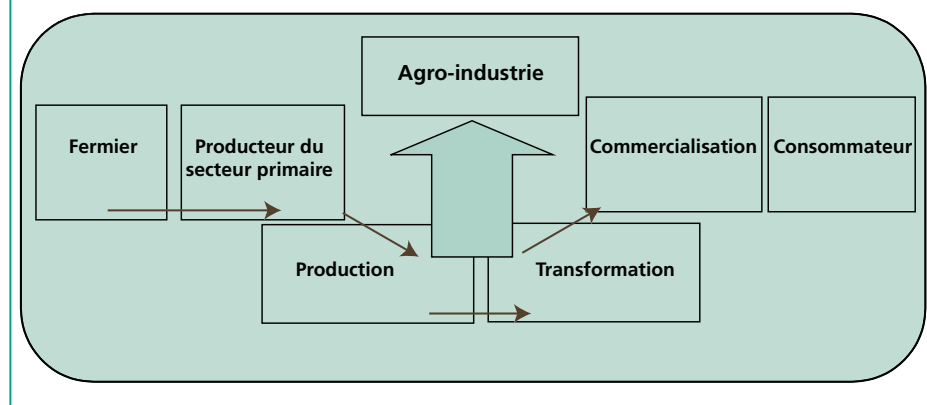 Agro-industrie
Fermier
Producteur du
secteur primaire
Commercialisation
Consommateur
Production
Transformation